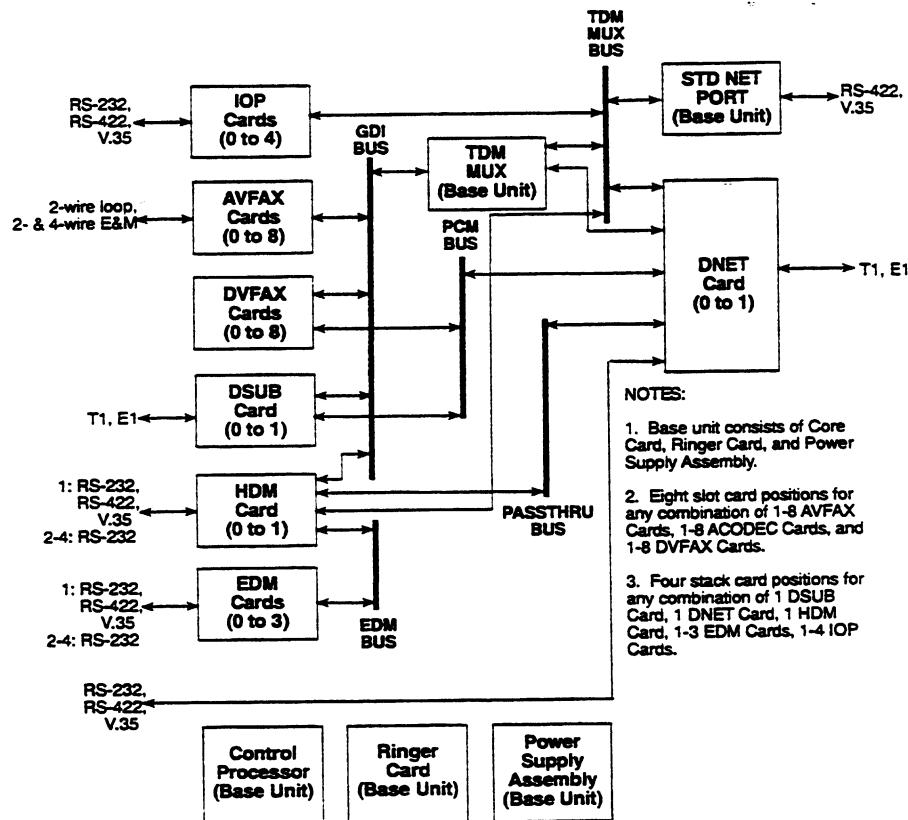 TDM
MUX
BUS
RS-232,
RS-422,
V.35
IOP
Cards
(0 to 4)
STD NET
PORT
(Base Unit)
RS-422,
V.35
GDI
BUS
TDM
MUX
(Base Unit)
2-wire loop,
2- & 4-wire E&M
AVFAX
Cards
(0 to 8)
PCM
BUS
DNET
Card
(0 to 1)
T1, E1
DVFAX
Cards
(0 to 8)
T1, E1
DSUB
Card
(0 to 1)
1: RS-232,
RS-422,
V.35
2-4: RS-232
HDM
Card
(0 to 1)
PASSTHRU
BUS
1: RS-232,
RS-422,
V.35
2-4: RS-232
EDM
Cards
(0 to 3)
EDM
BUS
NOTES:
1. Base unit consists of Core
Card, Ringer Card, and Power
Supply Assembly.
2. Eight slot card positions for
any combination of 1-8 AVFAX
Cards, 1-8 ACODEC Cards, and
1-8 DVFAX Cards.
3. Four stack card positions for
any combination of 1 DSUB
Card, 1 DNET Card, 1 HDM
Card, 1-3 EDM Cards, 1-4 IOP
Cards.
RS-232,
RS-422,
V.35
Control
Processor
(Base Unit)
Ringer
Card
(Base Unit)
Power
Supply
Assembly
(Base Unit)